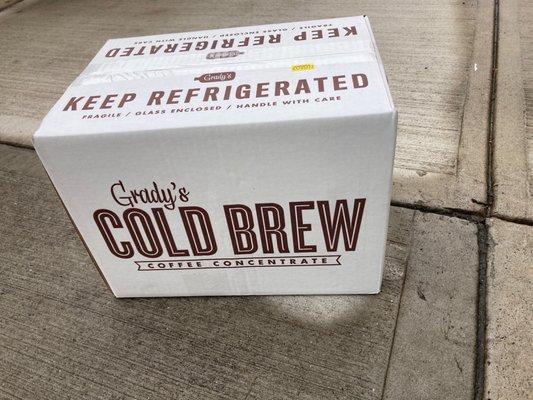 FRAGILE / GLASS ENCLOSED / HANDLE WITH CARE
KEEP REFRIGERATED
Grady's
Grady's
KEEP REFRIGERATED
FRAGILE / GLASS ENCLOSED / HANDLE WITH CARE
Grady's
COLD BREW
COFFEE CONCENTRATE